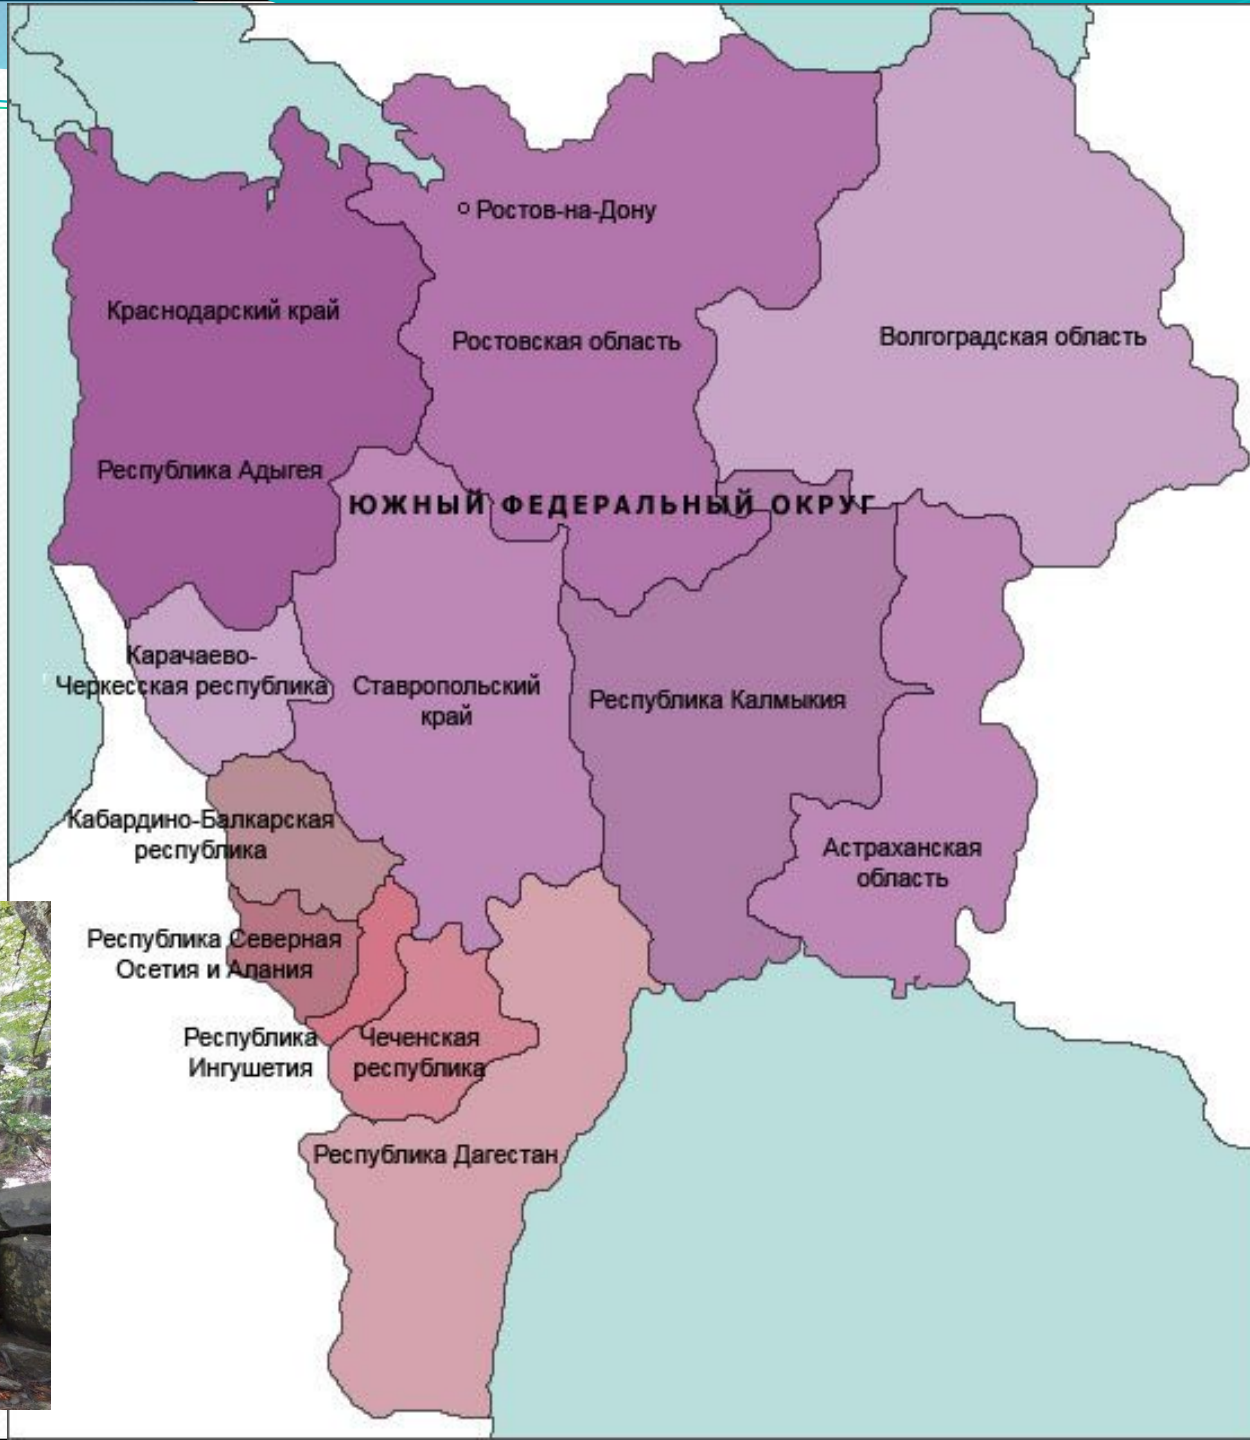 Ростов-на-Дону
Краснодарский край
Ростовская область
Волгоградская область
Республика Адыгея
ЮЖНЫЙ ФЕДЕРАЛЬНЫЙ ОКРУГ
Карачаево-
Черкесская республика
Ставропольский
край
Республика Калмыкия
Кабардино-Балкарская
республика
Астраханская
область
Республика Северная
Осетия и Алания
Республика
Ингушетия
Чеченская
республика
Республика Дагестан